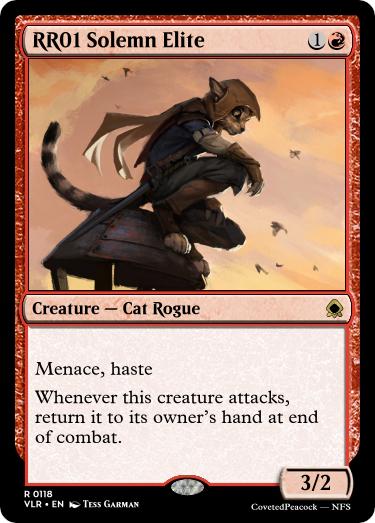 RR01 Solemn Elite 1
Creature — Cat Rogue
Menace, haste
Whenever this creature attacks,
return it to its owner's hand at end
of combat.
3/2
R 0118
VLR • EN Tess Garman
CovetedPeacock — NFS